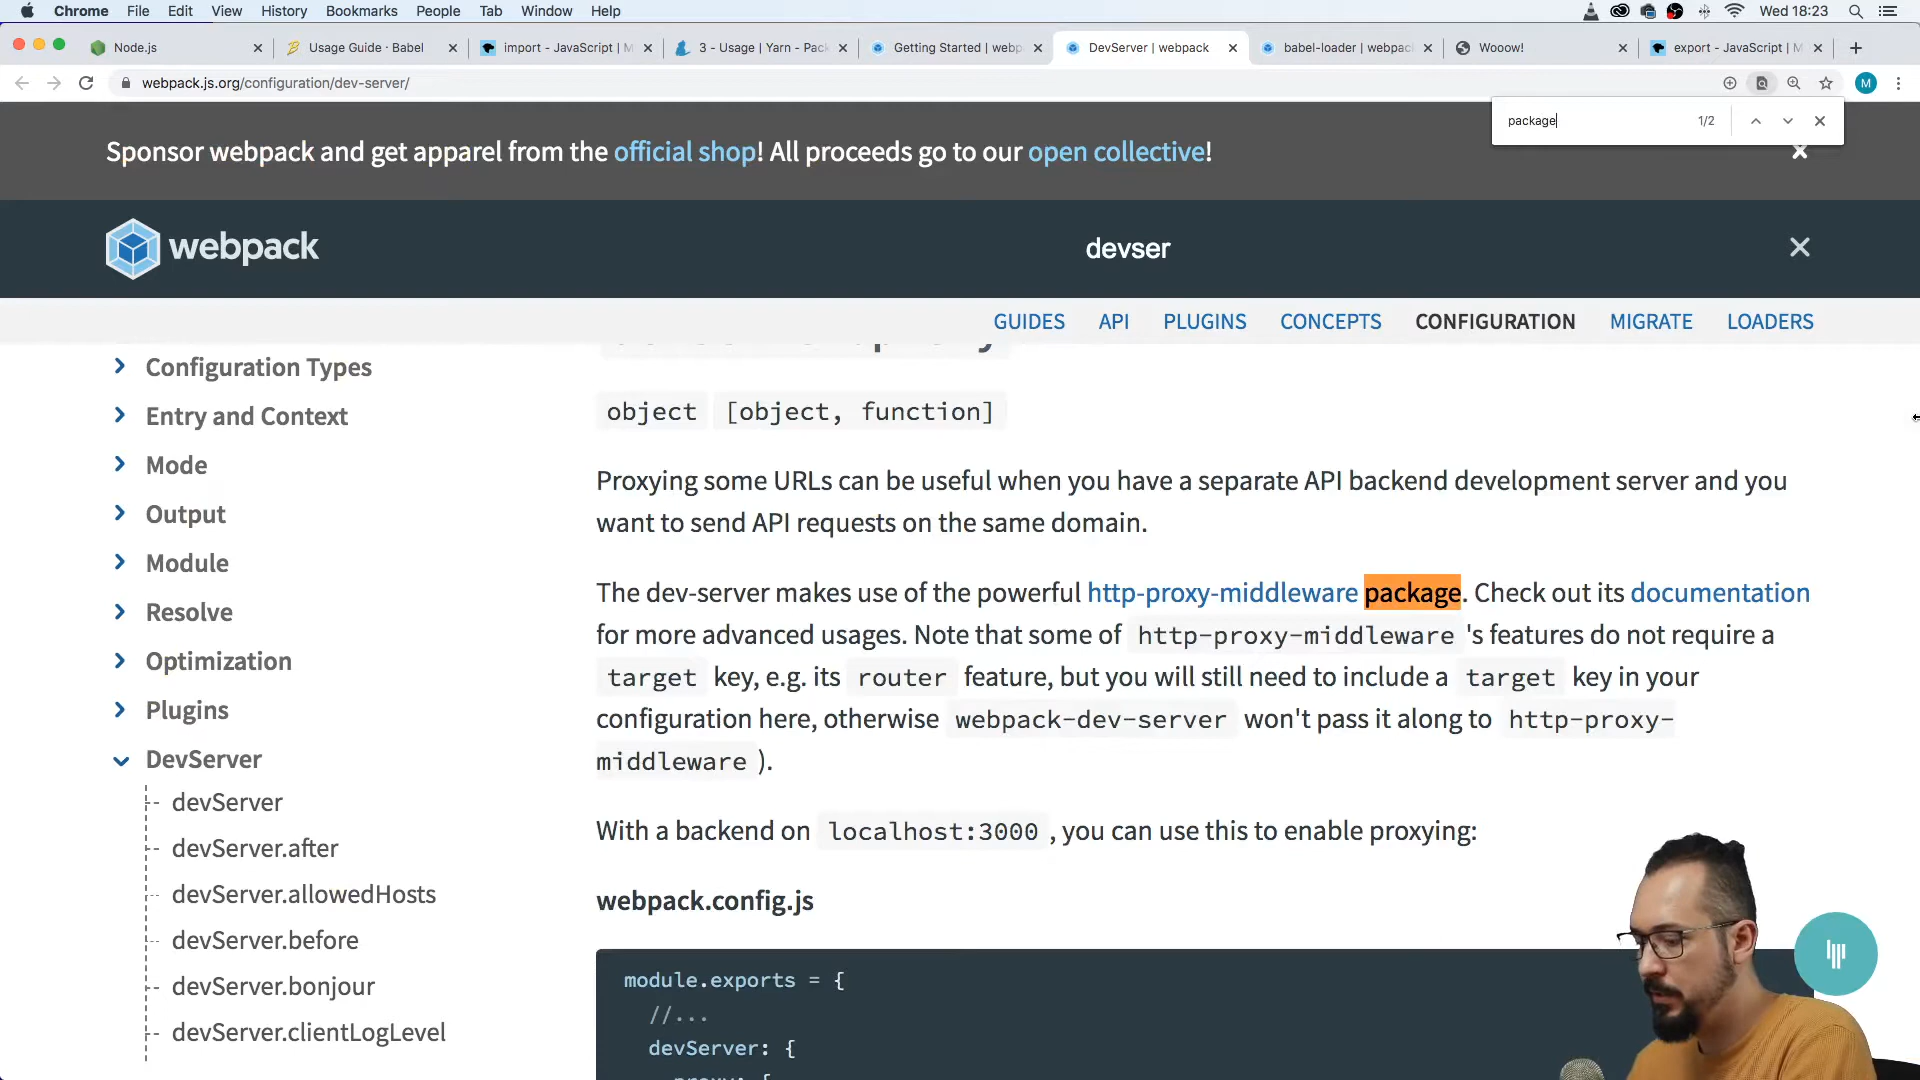 Chrome File Edit View History Bookmarks People Tab Window Help Wed 18:23
Node.js Usage Guide · Babel import - JavaScript | M 3 - Usage | Yarn - Pack Getting Started | webp DevServer | webpack babel-loader | webpac Wooow! export - JavaScript | M
webpack.js.org/configuration/dev-server/ M
package 1/2
Sponsor webpack and get apparel from the official shop! All proceeds go to our open collective!
webpack devser
GUIDES API PLUGINS CONCEPTS CONFIGURATION MIGRATE LOADERS
Configuration Types
Entry and Context
Mode
Output
Module
Resolve
Optimization
Plugins
DevServer
devServer
devServer.after
devServer.allowedHosts
devServer.before
devServer.bonjour
devServer.clientLogLevel
object [object, function]
Proxying some URLs can be useful when you have a separate API backend development server and you
want to send API requests on the same domain.
The dev-server makes use of the powerful http-proxy-middleware package. Check out its documentation
for more advanced usages. Note that some of http-proxy-middleware 's features do not require a
target key, e.g. its router feature, but you will still need to include a target key in your
configuration here, otherwise webpack-dev-server won't pass it along to http-proxy-
middleware ).
With a backend on localhost:3000 , you can use this to enable proxying:
webpack.config.js
module.exports = {
//...
devServer: {